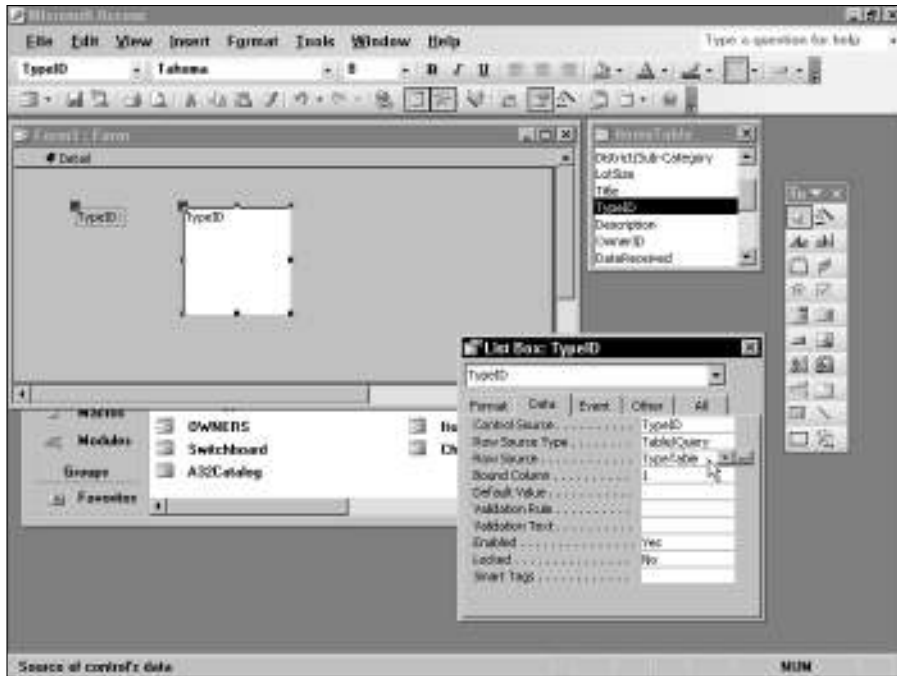 Microsoft Access
File Edit View Insert Format Tools Window Help
Type a question for help
TypeID Tahoma 8 B I U
Form1 : Form
Detail
TypeID:
TypeID
ItemsTable
District(Sub-Category
LotSize
Title
TypeID
Description
OwnerID
DateReceived
List Box: TypeID
TypeID
Format Data Event Other All
Control Source TypeID
Row Source Type Table/Query
Row Source TypeTable
Bound Column 1
Default Value
Validation Rule
Validation Text
Enabled Yes
Locked No
Smart Tags
Macros
Modules
Groups
Favorites
OWNERS
Switchboard
A32Catalog
Source of control's data
NUM